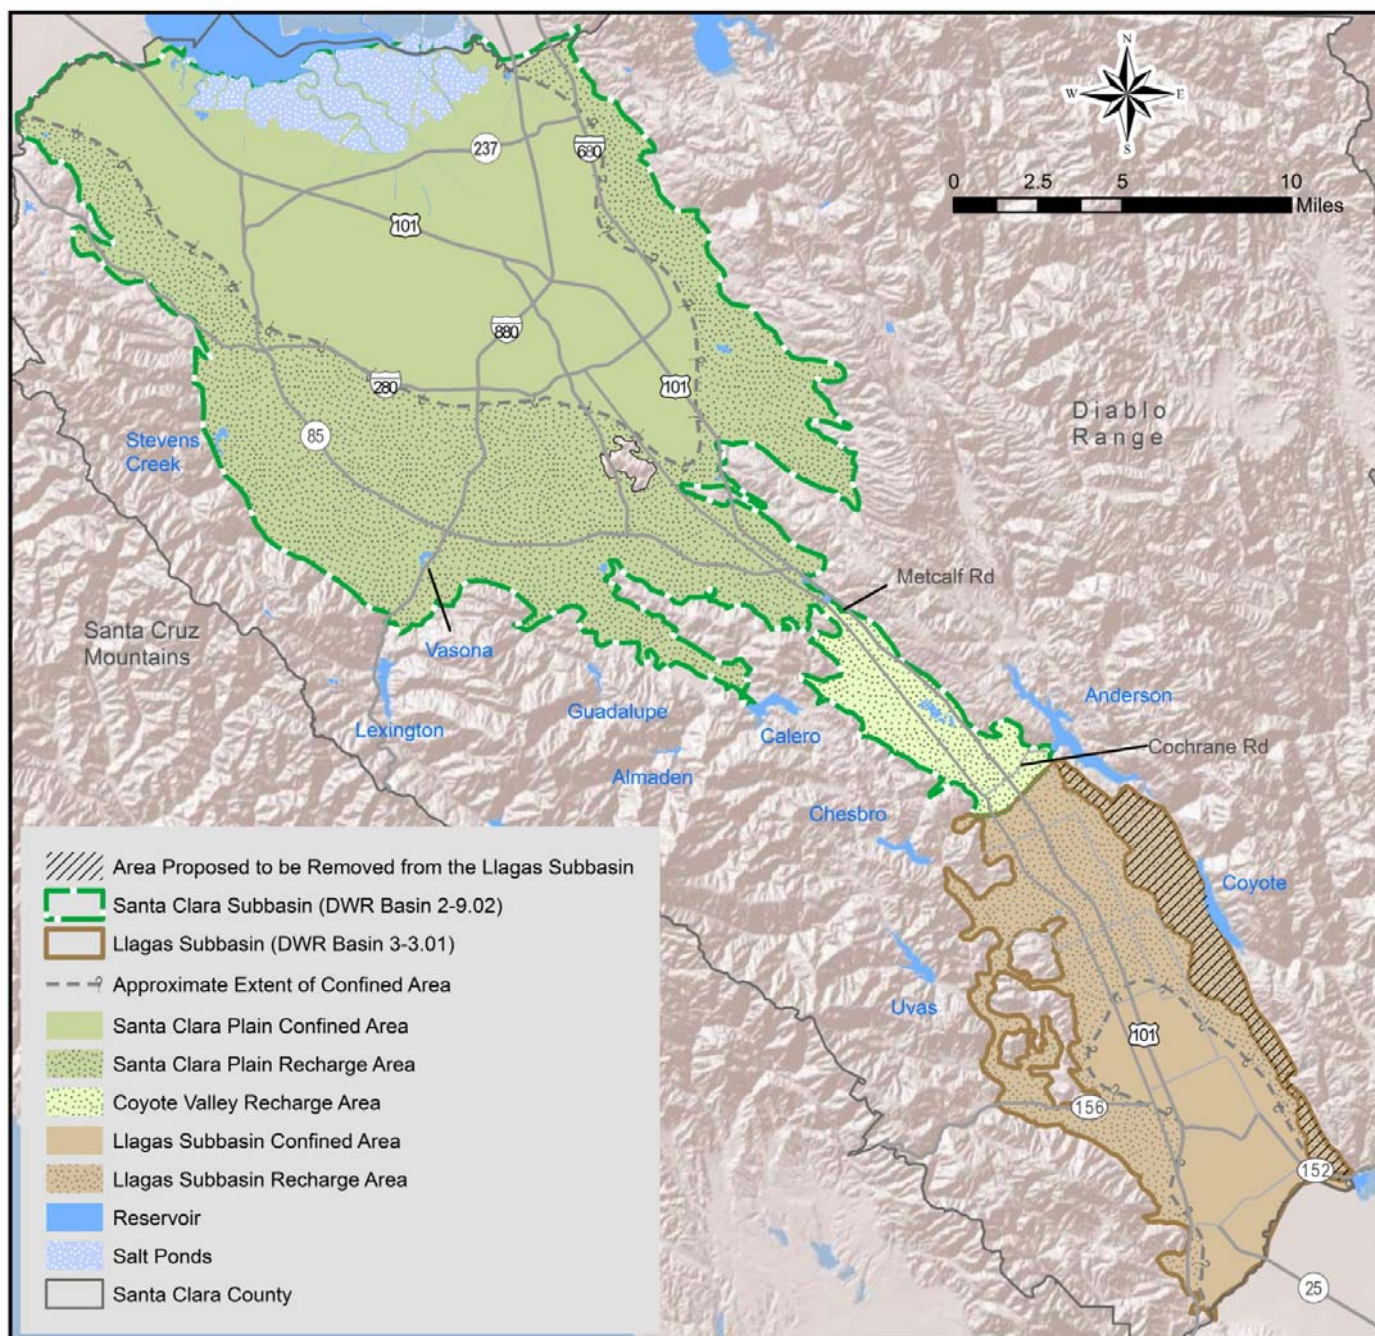 N
W
E
S
0
2.5
5
10
Miles
237
680
101
880
280
101
85
Diablo
Range
Stevens
Creek
Metcalf Rd
Santa Cruz
Mountains
Vasona
Lexington
Guadalupe
Almaden
Calero
Anderson
Cochrane Rd
Chesbro
Coyote
Uvas
101
156
152
25
Area Proposed to be Removed from the Llagas Subbasin
Santa Clara Subbasin (DWR Basin 2-9.02)
Llagas Subbasin (DWR Basin 3-3.01)
Approximate Extent of Confined Area
Santa Clara Plain Confined Area
Santa Clara Plain Recharge Area
Coyote Valley Recharge Area
Llagas Subbasin Confined Area
Llagas Subbasin Recharge Area
Reservoir
Salt Ponds
Santa Clara County